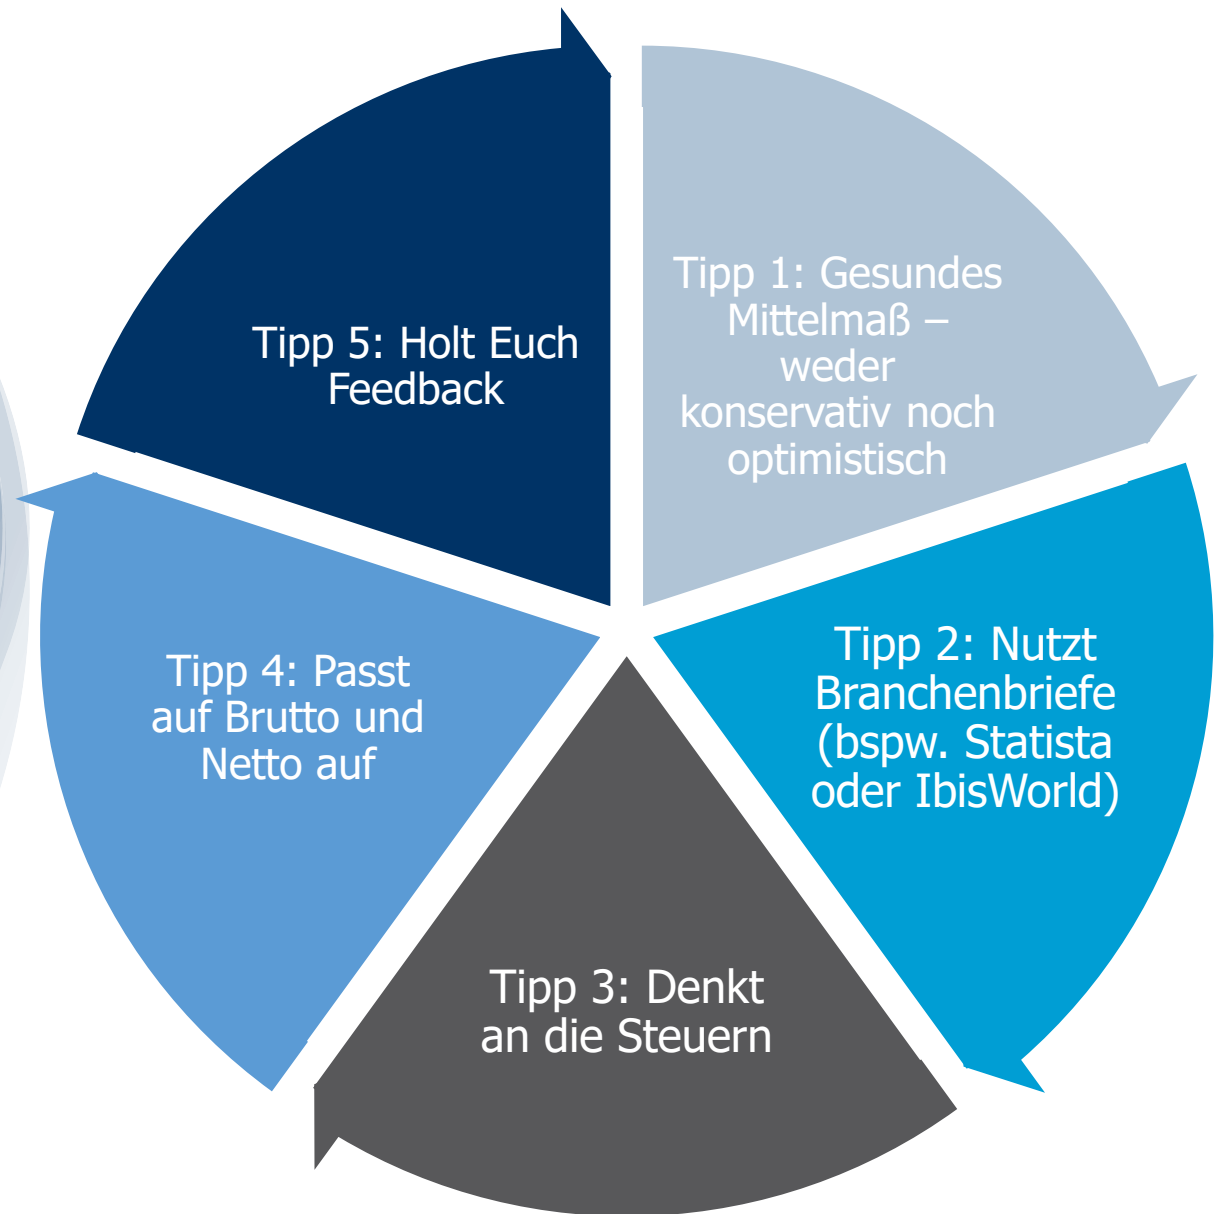 Tipp 1: Gesundes
Mittelmaß –
weder
konservativ noch
optimistisch
Tipp 2: Nutzt
Branchenbriefe
(bspw. Statista
oder IbisWorld)
Tipp 3: Denkt
an die Steuern
Tipp 4: Passt
auf Brutto und
Netto auf
Tipp 5: Holt Euch
Feedback